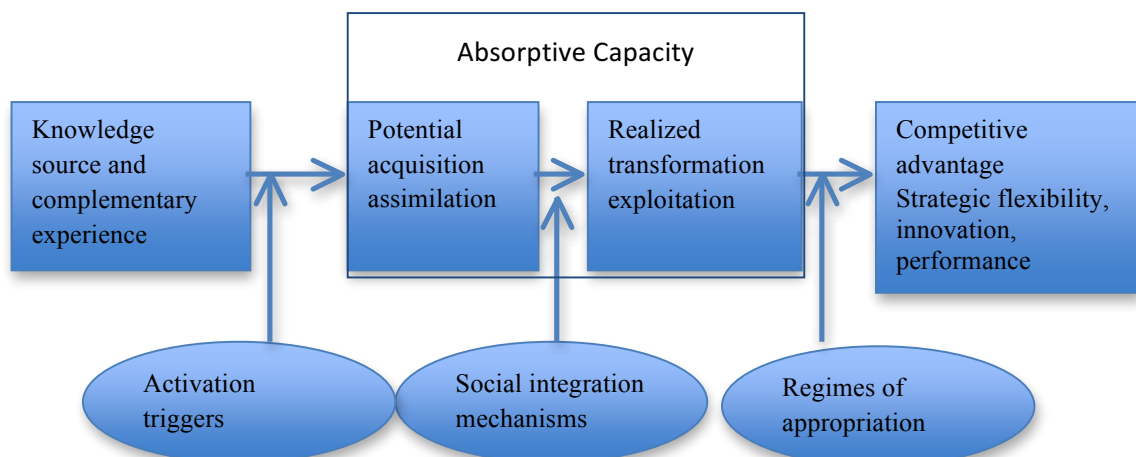 Absorptive Capacity
Knowledge
source and
complementary
experience
Potential
acquisition
assimilation
Realized
transformation
exploitation
Competitive
advantage
Strategic flexibility,
innovation,
performance
Activation
triggers
Social integration
mechanisms
Regimes of
appropriation